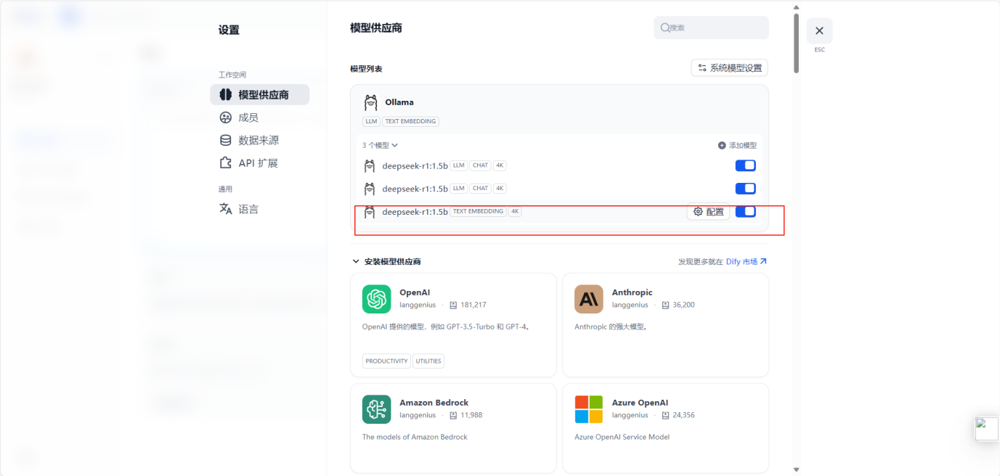 设置
模型供应商
搜索
ESC
模型列表
系统模型设置
工作空间
模型供应商
成员
数据来源
API 扩展
通用
语言
Ollama
LLM TEXT EMBEDDING
3 个模型
添加模型
deepseek-r1:1.5b LLM CHAT 4K
deepseek-r1:1.5b LLM CHAT 4K
deepseek-r1:1.5b TEXT EMBEDDING 4K 配置
安装模型供应商
发现更多就在 Dify 市场
OpenAI
langgenius · 181,217
OpenAI 提供的模型，例如 GPT-3.5-Turbo 和 GPT-4。
PRODUCTIVITY UTILITIES
Anthropic
langgenius · 36,200
Anthropic 的强大模型。
Amazon Bedrock
langgenius · 11,988
The models of Amazon Bedrock
Azure OpenAI
langgenius · 24,356
Azure OpenAI Service Model